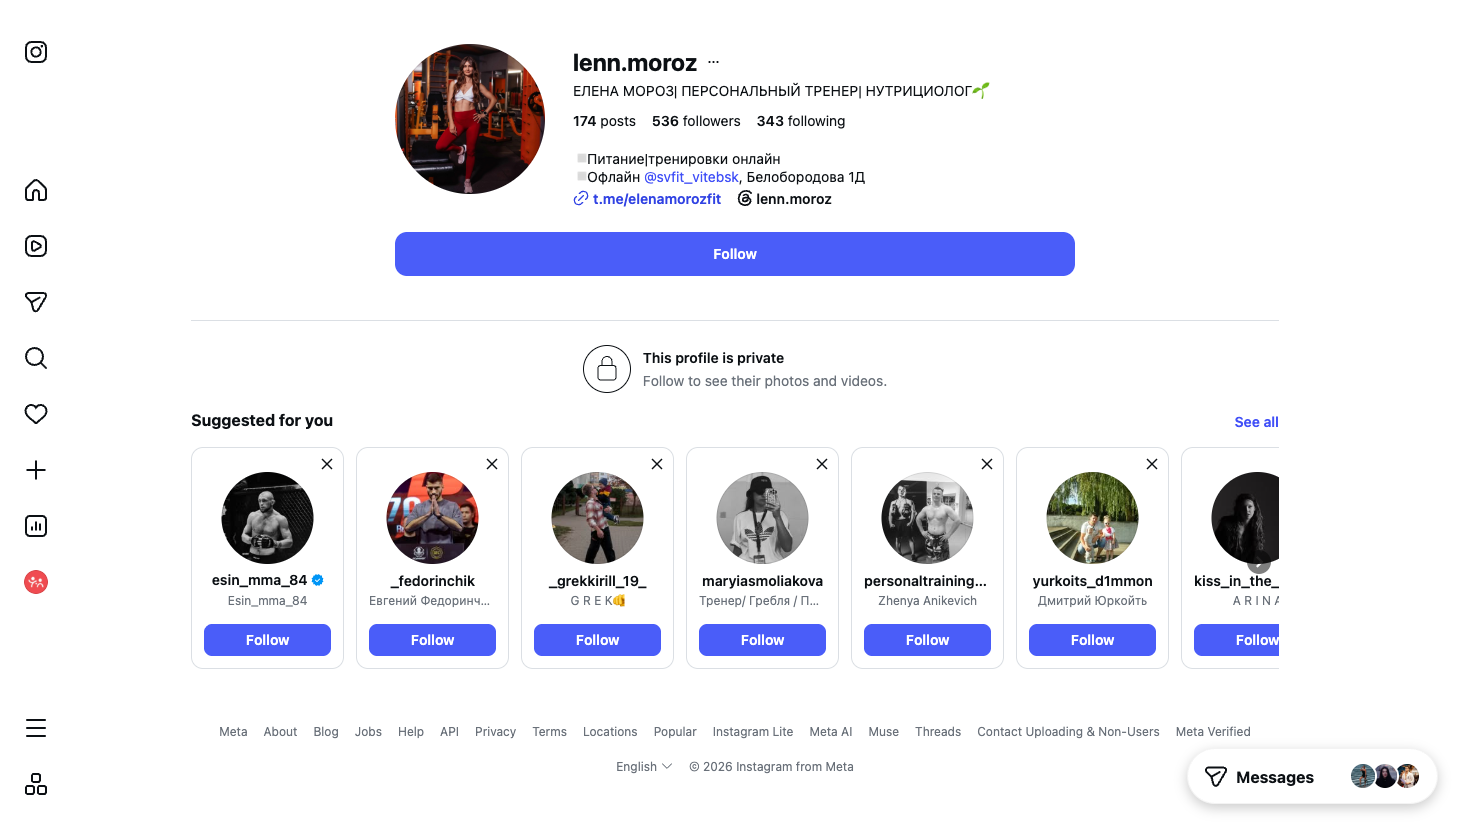 lenn.moroz ...
ЕЛЕНА МОРОЗ| ПЕРСОНАЛЬНЫЙ ТРЕНЕР| НУТРИЦИОЛОГ🌱
174 posts 536 followers 343 following
◽Питание|тренировки онлайн
◽Офлайн @svfit_vitebsk, Белобородова 1Д
t.me/elenamorozfit lenn.moroz
Follow
This profile is private
Follow to see their photos and videos.
Suggested for you
See all
esin_mma_84
Esin_mma_84
Follow
_fedorinchik
Евгений Федоринч...
Follow
_grekkirill_19_
G R E K👊
Follow
maryiasmoliakova
Тренер/ Гребля / П...
Follow
personaltraining...
Zhenya Anikevich
Follow
yurkoits_d1mmon
Дмитрий Юркойть
Follow
kiss_in_the_
A R I N A
Follow
Meta About Blog Jobs Help API Privacy Terms Locations Popular Instagram Lite Meta AI Muse Threads Contact Uploading & Non-Users Meta Verified
English © 2026 Instagram from Meta
Messages